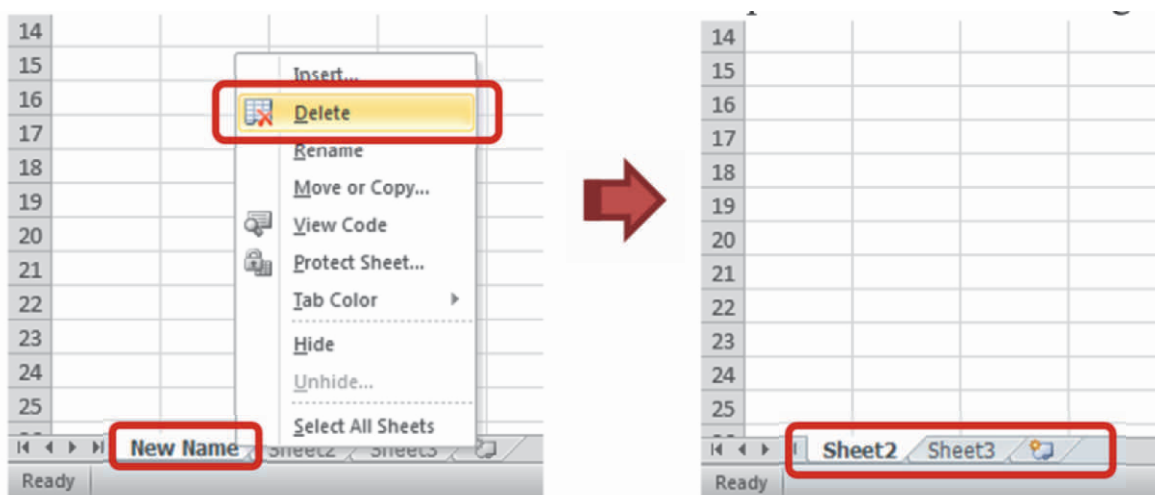 14
15
16
17
18
19
20
21
22
23
24
25
Insert...
Delete
Rename
Move or Copy...
View Code
Protect Sheet...
Tab Color
Hide
Unhide...
Select All Sheets
New Name Sheet2 Sheet3
Ready
14
15
16
17
18
19
20
21
22
23
24
25
Sheet2 Sheet3
Ready